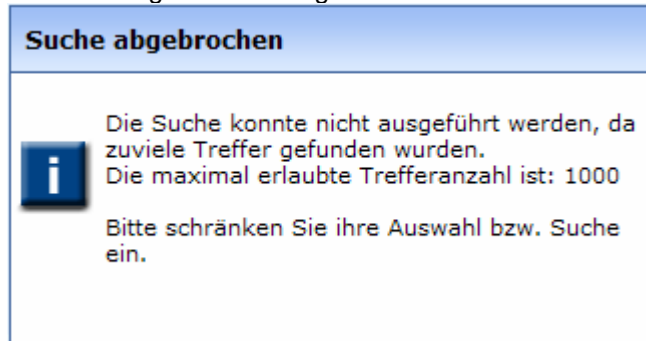 Suche abgebrochen
Die Suche konnte nicht ausgeführt werden, da
zuviele Treffer gefunden wurden.
Die maximal erlaubte Trefferanzahl ist: 1000
Bitte schränken Sie ihre Auswahl bzw. Suche
ein.